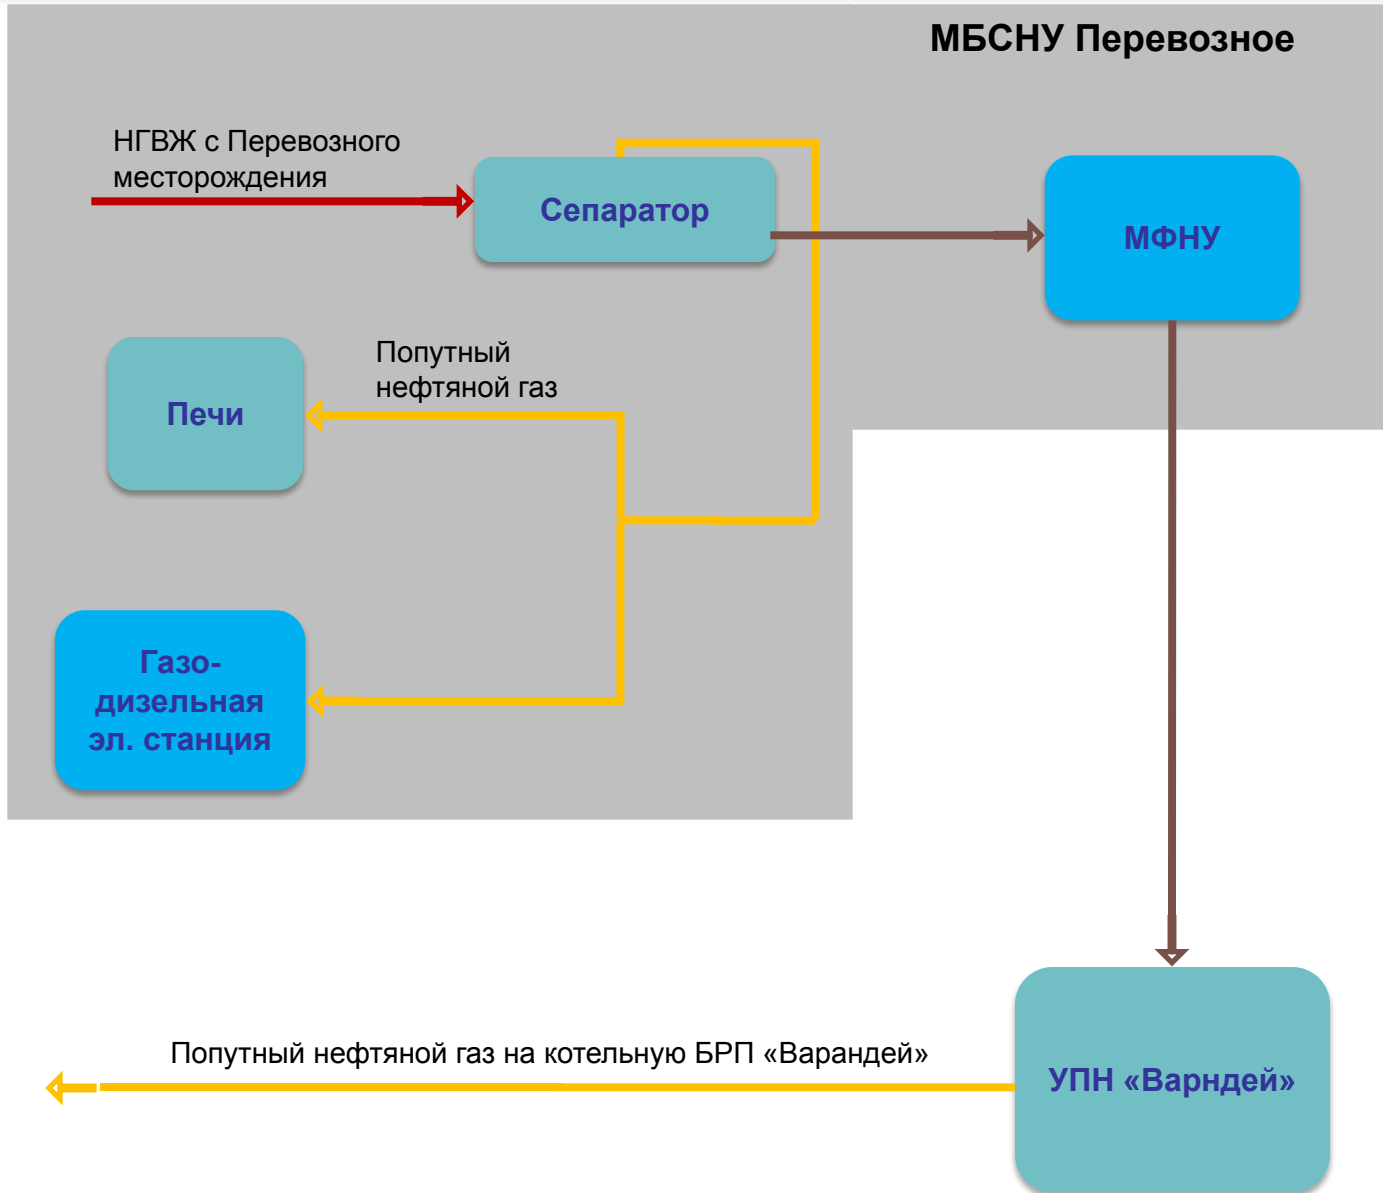 МБСНУ Перевозное
НГВЖ с Перевозного
месторождения
Сепаратор
МФНУ
Попутный
нефтяной газ
Печи
Газо-
дизельная
эл. станция
Попутный нефтяной газ на котельную БРП «Варандей»
УПН «Варндей»